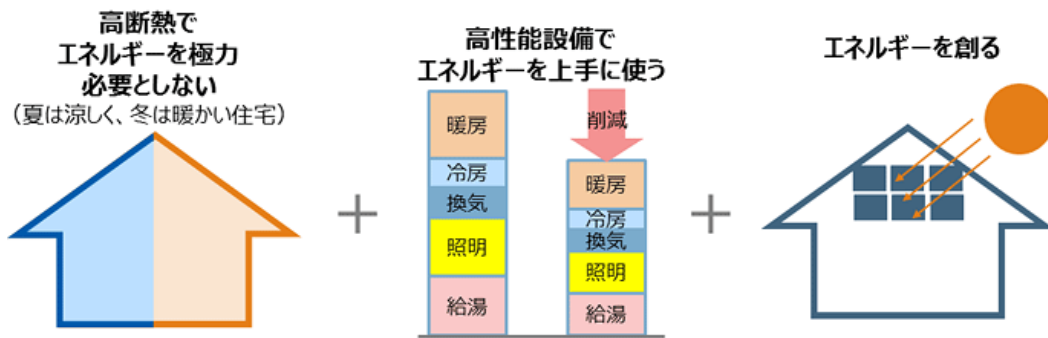 高断熱で
エネルギーを極力
必要としない
（夏は涼しく、冬は暖かい住宅）
高性能設備で
エネルギーを上手に使う
暖房
冷房
換気
照明
給湯
削減
暖房
冷房
換気
照明
給湯
エネルギーを創る